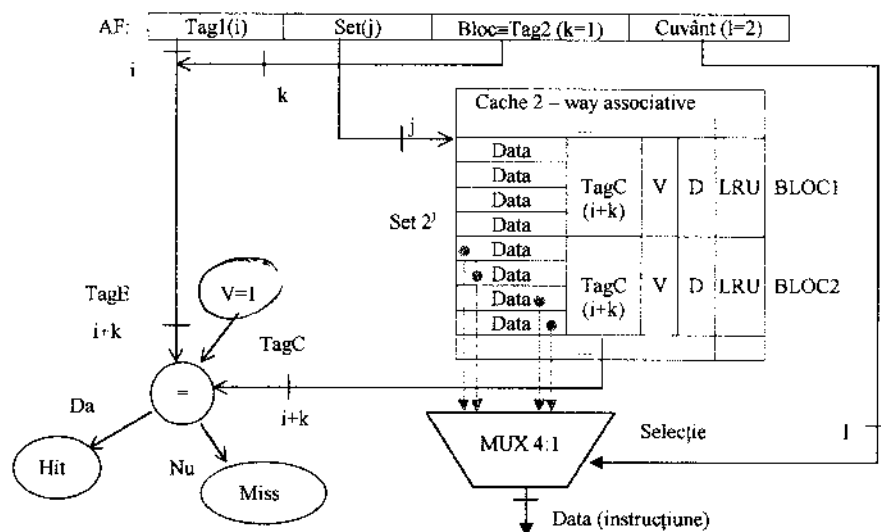 AF: Tag1(i) Set(j) Bloc=Tag2 (k=1) Cuvânt (l=2)
i
k
j
Cache 2 – way associative
...
Data
Data
Data
Data
TagC
(i+k)
V
D
LRU
BLOC1
Set 2^j
Data
Data
Data
Data
TagC
(i+k)
V
D
LRU
BLOC2
...
TagE
i+k
V=1
TagC
i+k
=
Da
Nu
Hit
Miss
MUX 4:1
Selecție
l
Data (instrucțiune)